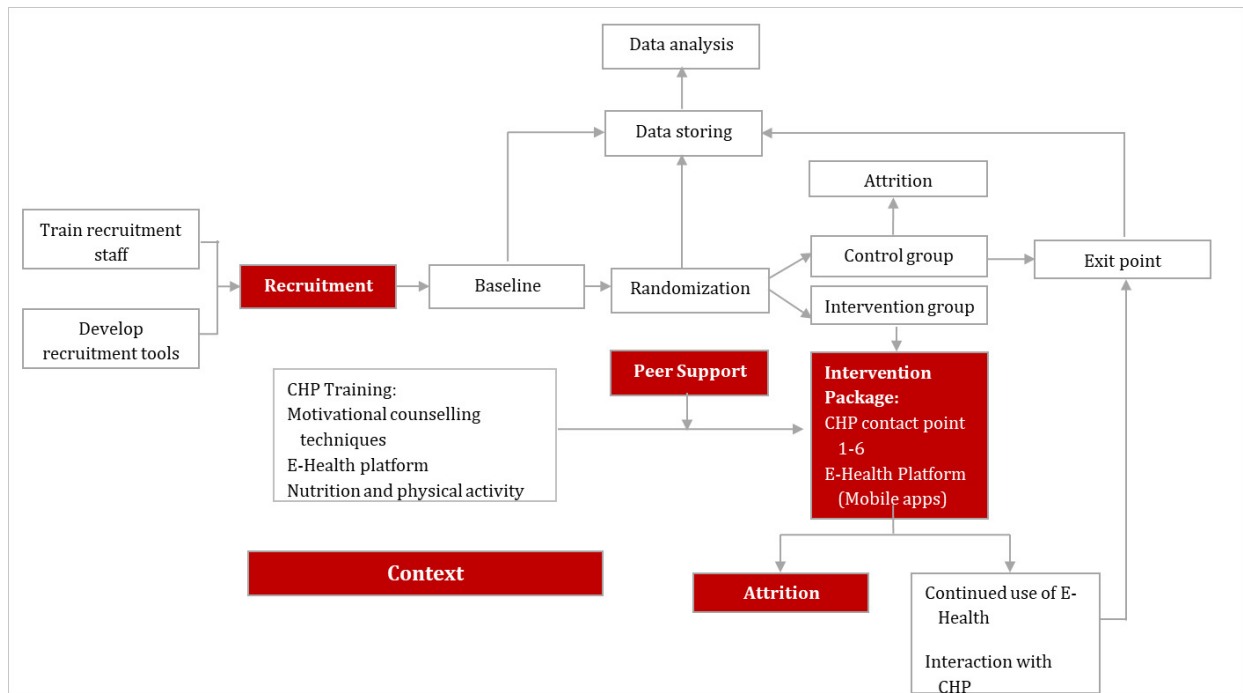 Data analysis
Data storing
Attrition
Train recruitment
staff
Control group
Exit point
Recruitment
Baseline
Randomization
Intervention group
Develop
recruitment tools
Peer Support
CHP Training:
Motivational counselling
techniques
E-Health platform
Nutrition and physical activity
Intervention
Package:
CHP contact point
1-6
E-Health Platform
(Mobile apps)
Context
Attrition
Continued use of E-
Health
Interaction with
CHP